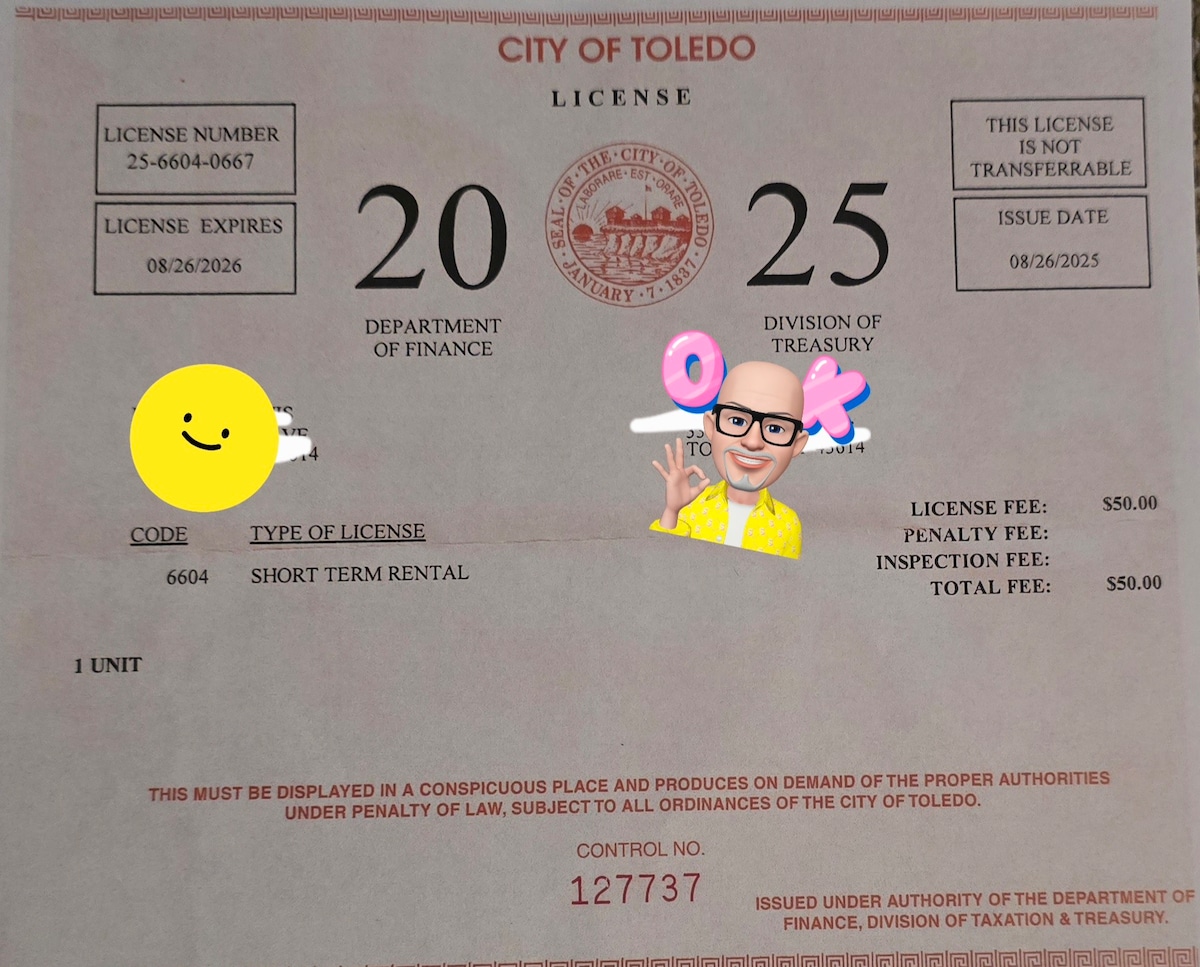 CITY OF TOLEDO
LICENSE
LICENSE NUMBER
25-6604-0667
LICENSE EXPIRES
08/26/2026
20
SEAL · OF · THE · CITY · OF · TOLEDO
LABORARE · EST · ORARE
JANUARY · 7 · 1837
25
THIS LICENSE
IS NOT
TRANSFERRABLE
ISSUE DATE
08/26/2025
DEPARTMENT
OF FINANCE
DIVISION OF
TREASURY
OK
CODE
TYPE OF LICENSE
6604
SHORT TERM RENTAL
LICENSE FEE: $50.00
PENALTY FEE:
INSPECTION FEE:
TOTAL FEE: $50.00
1 UNIT
THIS MUST BE DISPLAYED IN A CONSPICUOUS PLACE AND PRODUCES ON DEMAND OF THE PROPER AUTHORITIES
UNDER PENALTY OF LAW, SUBJECT TO ALL ORDINANCES OF THE CITY OF TOLEDO.
CONTROL NO.
127737
ISSUED UNDER AUTHORITY OF THE DEPARTMENT OF
FINANCE, DIVISION OF TAXATION & TREASURY.